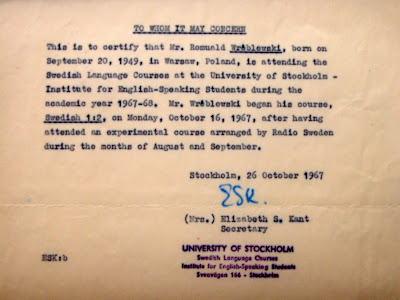 TO WHOM IT MAY CONCERN
This is to certify that Mr. Romuald Wróblewski, born on
September 20, 1949, in Warsaw, Poland, is attending the
Swedish Language Courses at the University of Stockholm -
Institute for English-Speaking Students during the
academic year 1967-68. Mr. Wróblewski began his course,
Swedish 1:2, on Monday, October 16, 1967, after having
attended an experimental course arranged by Radio Sweden
during the months of August and September.
Stockholm, 26 October 1967
ESK.
(Mrs.) Elizabeth S. Kant
Secretary
UNIVERSITY OF STOCKHOLM
Swedish Language Courses
Institute for English-Speaking Students
Sveavägen 166 - Stockholm
ESK:b